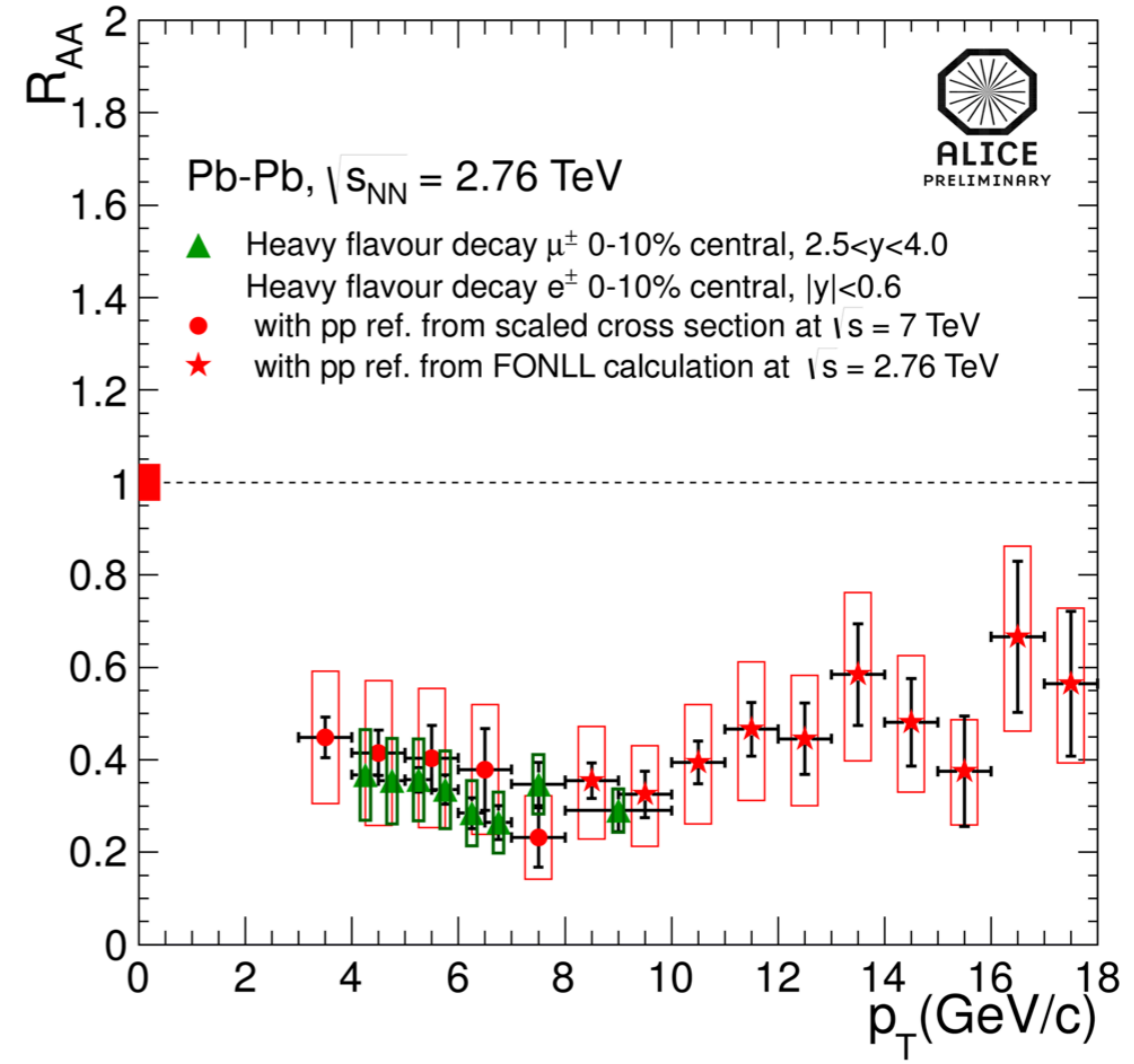 R_AA
2
1.8
1.6
1.4
1.2
1
0.8
0.6
0.4
0.2
0
ALICE
PRELIMINARY
Pb-Pb, √s_NN = 2.76 TeV
Heavy flavour decay μ± 0-10% central, 2.5<y<4.0
Heavy flavour decay e± 0-10% central, |y|<0.6
with pp ref. from scaled cross section at √s = 7 TeV
with pp ref. from FONLL calculation at √s = 2.76 TeV
0 2 4 6 8 10 12 14 16 18
p_T(GeV/c)